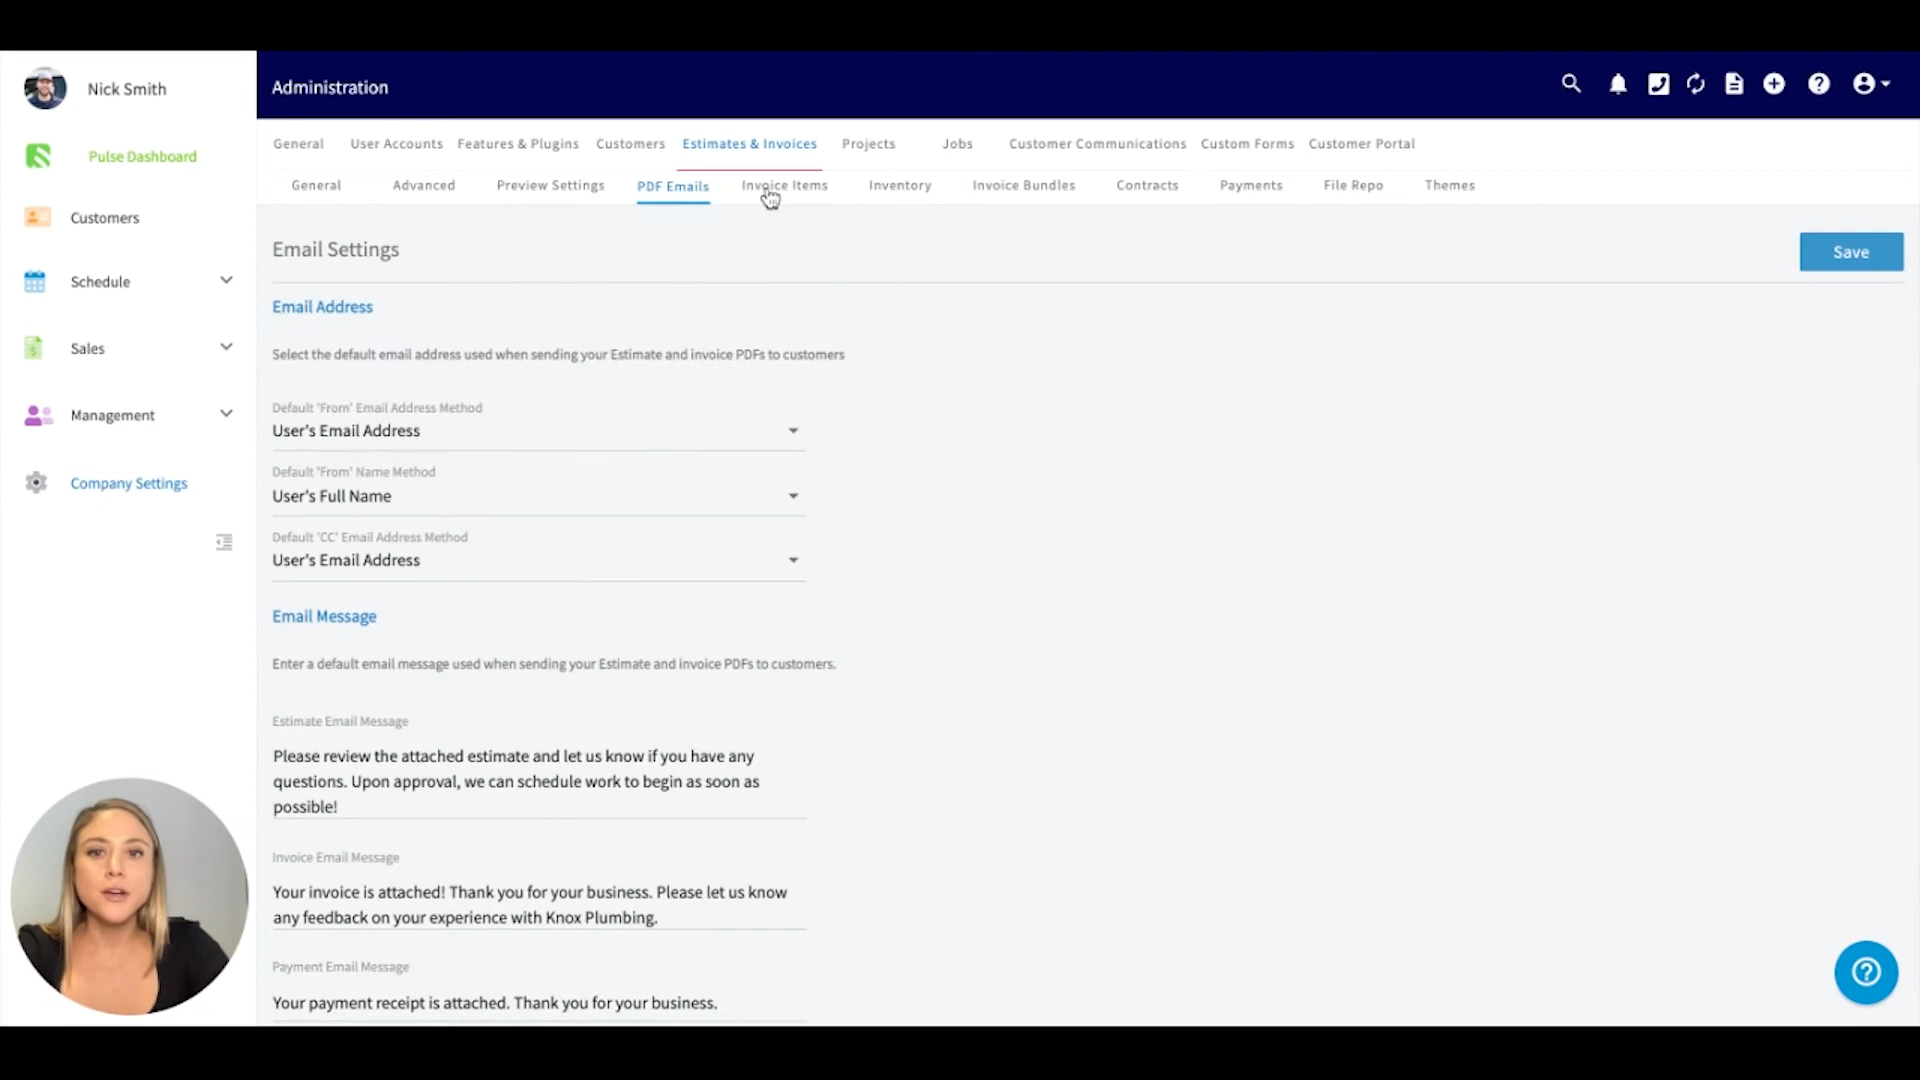 Nick Smith
Administration
Pulse Dashboard
Customers
Schedule
Sales
Management
Company Settings
General User Accounts Features & Plugins Customers Estimates & Invoices Projects Jobs Customer Communications Custom Forms Customer Portal
General Advanced Preview Settings PDF Emails Invoice Items Inventory Invoice Bundles Contracts Payments File Repo Themes
Email Settings
Save
Email Address
Select the default email address used when sending your Estimate and invoice PDFs to customers
Default 'From' Email Address Method
User's Email Address
Default 'From' Name Method
User's Full Name
Default 'CC' Email Address Method
User's Email Address
Email Message
Enter a default email message used when sending your Estimate and invoice PDFs to customers.
Estimate Email Message
Please review the attached estimate and let us know if you have any
questions. Upon approval, we can schedule work to begin as soon as
possible!
Invoice Email Message
Your invoice is attached! Thank you for your business. Please let us know
any feedback on your experience with Knox Plumbing.
Payment Email Message
Your payment receipt is attached. Thank you for your business.